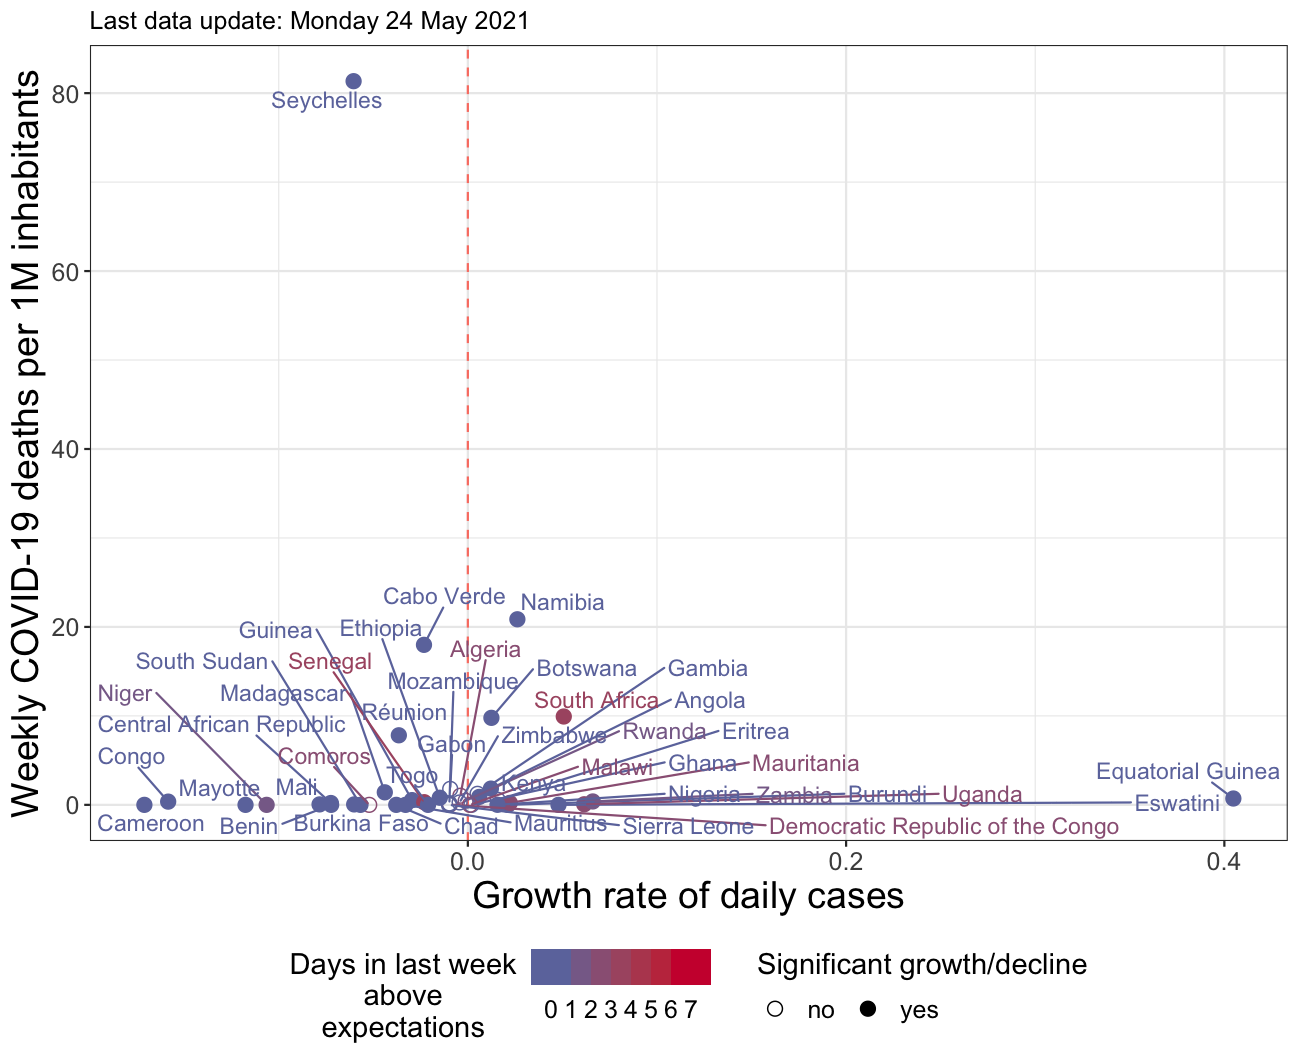 Last data update: Monday 24 May 2021
Weekly COVID-19 deaths per 1M inhabitants
80
60
40
20
0
Seychelles
Cabo Verde
Namibia
Guinea
Ethiopia
Algeria
South Sudan
Senegal
Botswana
Gambia
Mozambique
Niger
Madagascar
South Africa
Angola
Réunion
Central African Republic
Gabon
Zimbabwe
Rwanda
Eritrea
Congo
Comoros
Malawi
Ghana
Mauritania
Equatorial Guinea
Togo
Kenya
Mayotte
Mali
Nigeria
Zambia
Burundi
Uganda
Eswatini
Cameroon
Benin
Burkina Faso
Chad
Mauritius
Sierra Leone
Democratic Republic of the Congo
0.0
0.2
0.4
Growth rate of daily cases
Days in last week
above
expectations
0 1 2 3 4 5 6 7
Significant growth/decline
no
yes